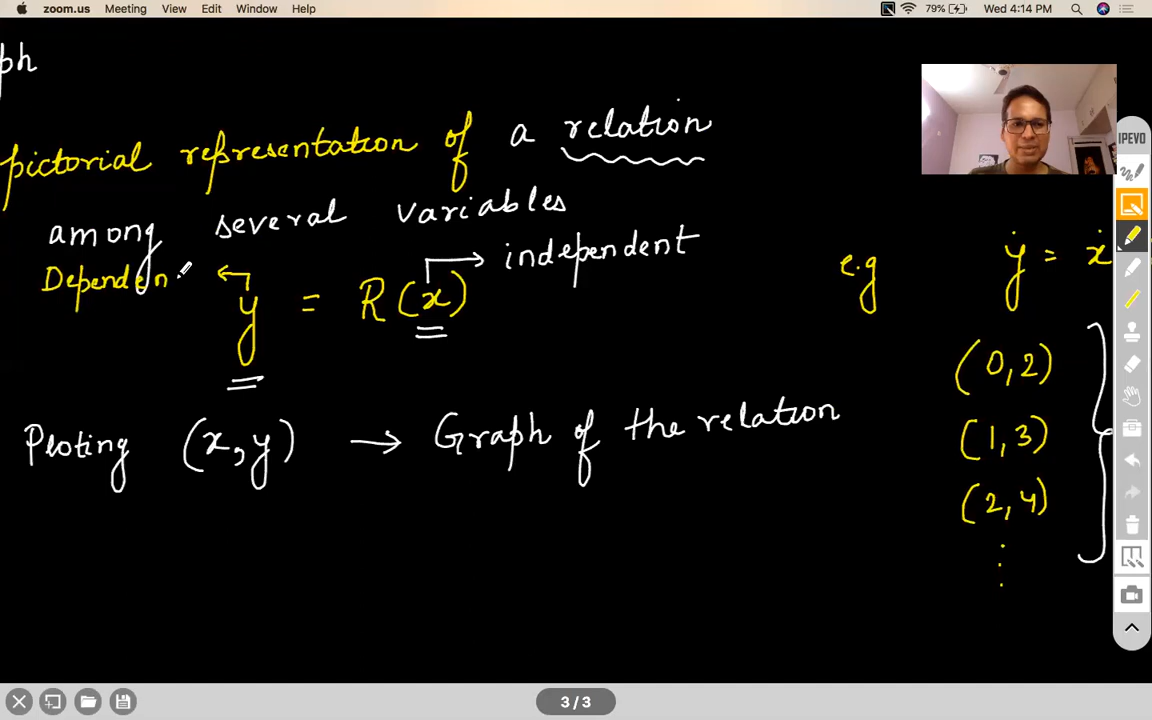 zoom.us Meeting View Edit Window Help 79% Wed 4:14 PM
ph
pictorial representation of a relation
among several variables
Dependen
independent
y = R(x)
e.g y = x
(0,2)
(1,3)
(2,4)
Ploting (x,y) → Graph of the relation
IPEVO
3/3